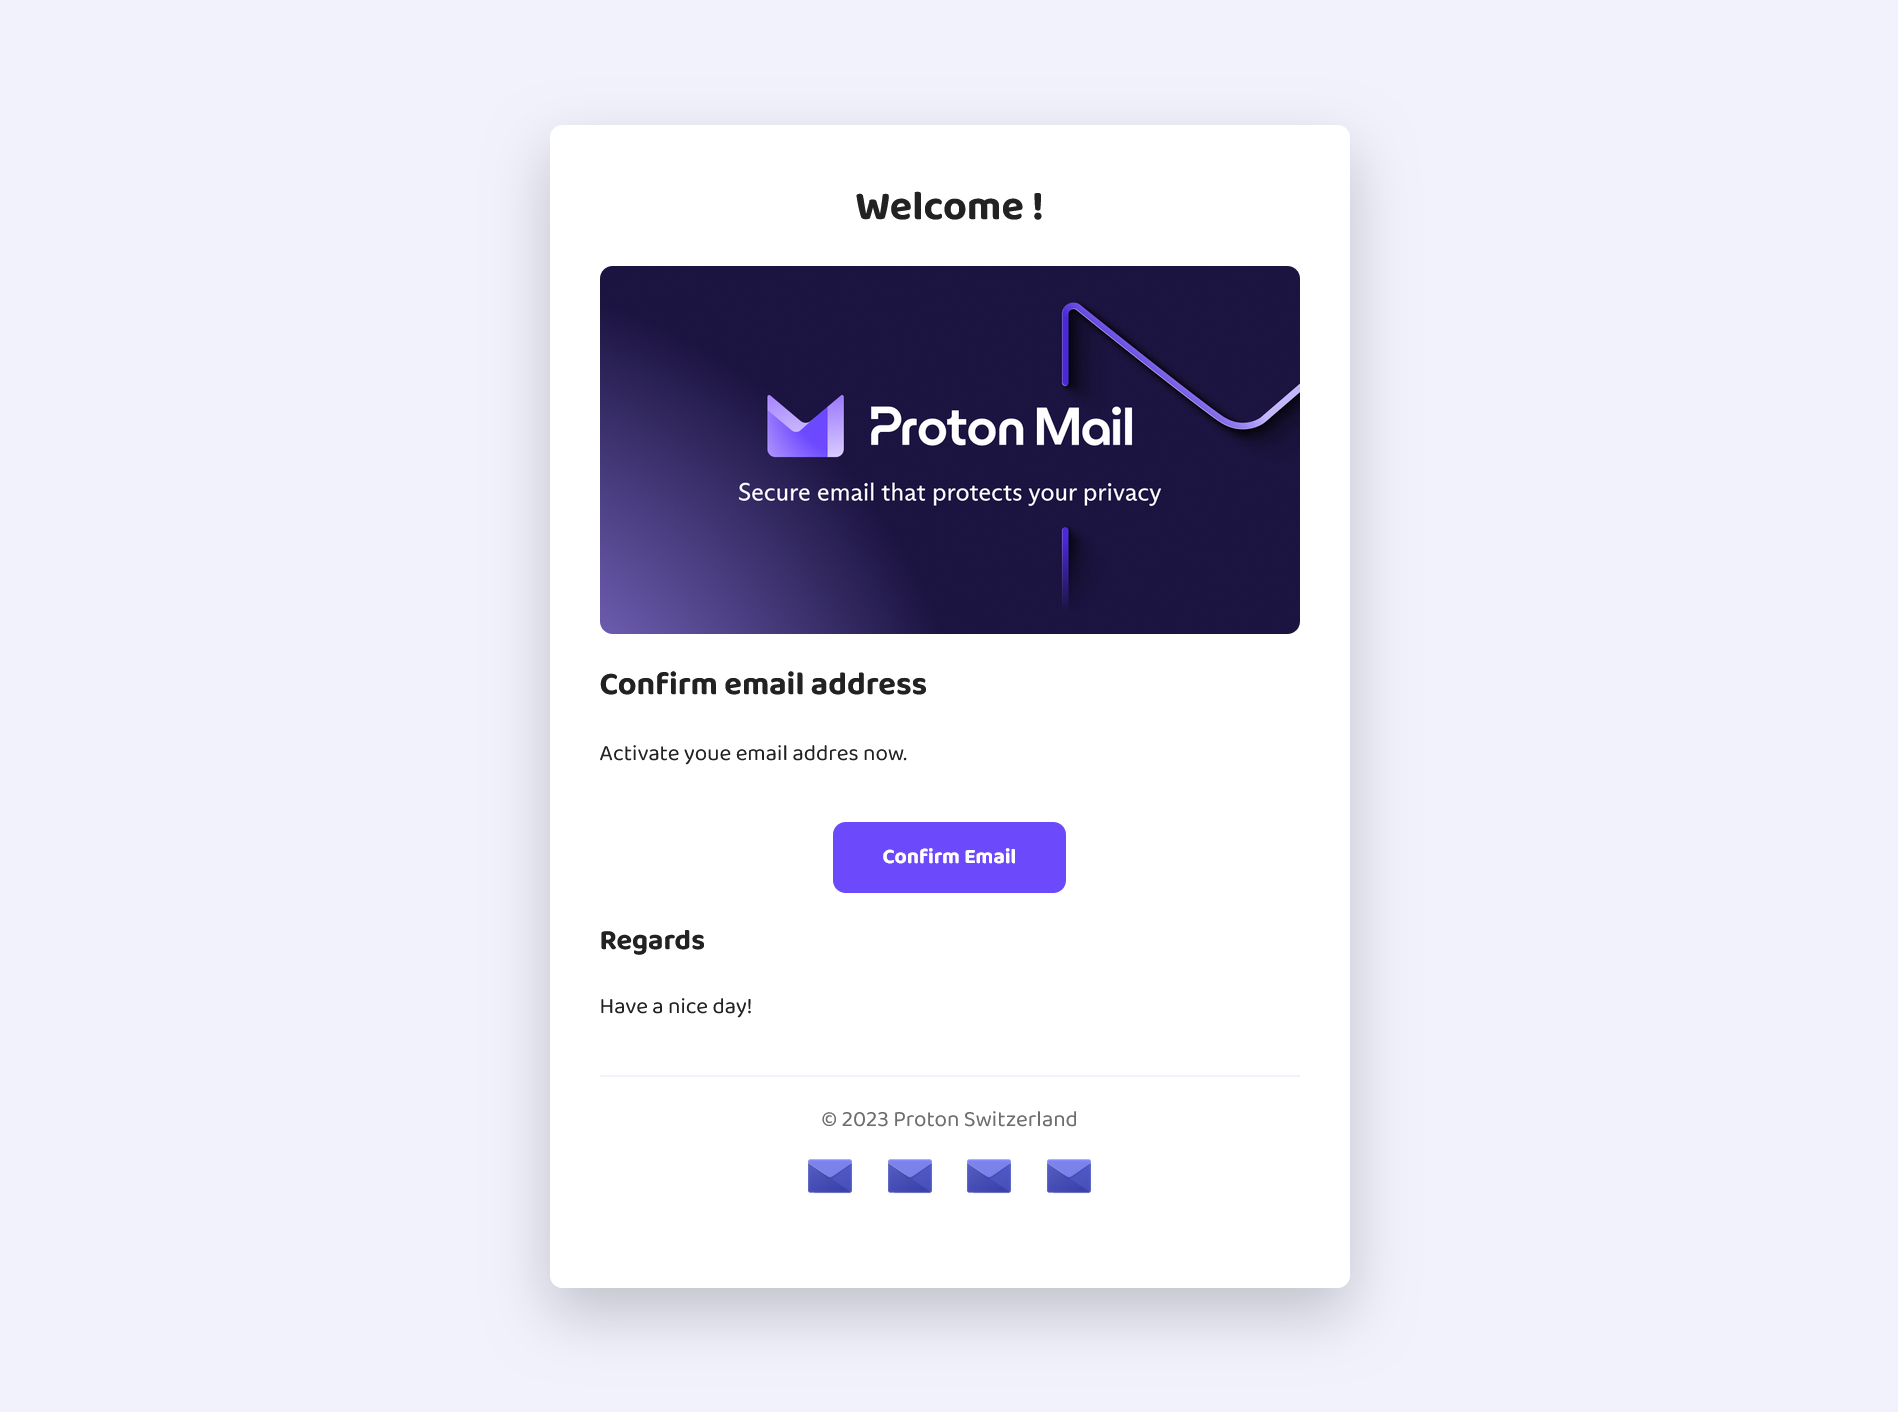 Welcome !
Proton Mail
Secure email that protects your privacy
Confirm email address
Activate youe email addres now.
Confirm Email
Regards
Have a nice day!
© 2023 Proton Switzerland